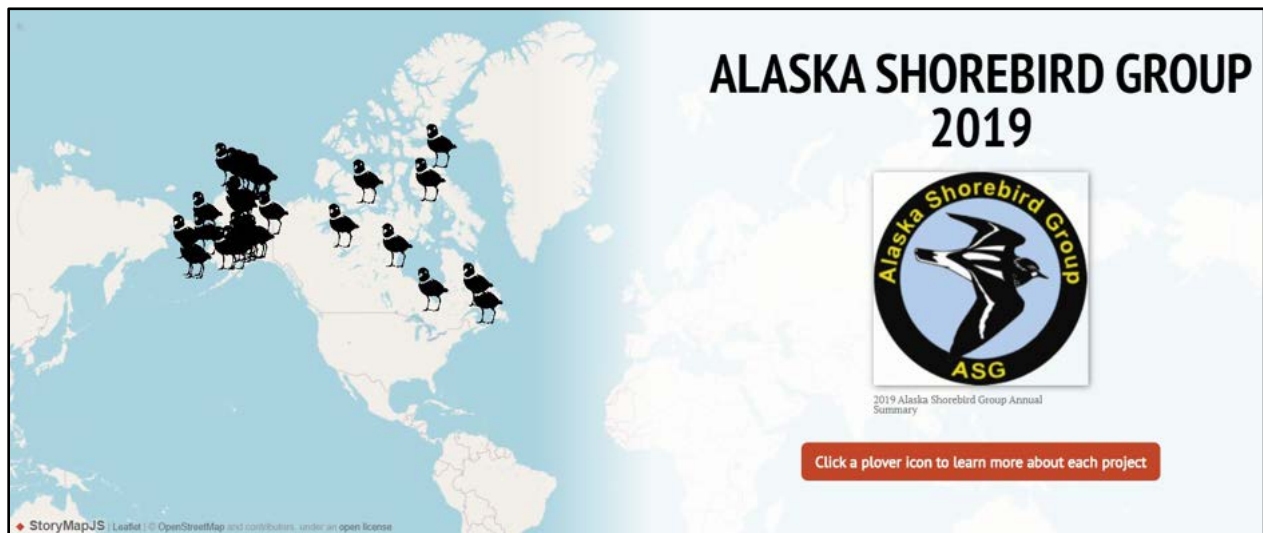 ALASKA SHOREBIRD GROUP
2019
Alaska Shorebird Group
ASG
2019 Alaska Shorebird Group Annual
Summary
Click a plover icon to learn more about each project
StoryMapJS | Leaflet | © OpenStreetMap and contributors, under an open license